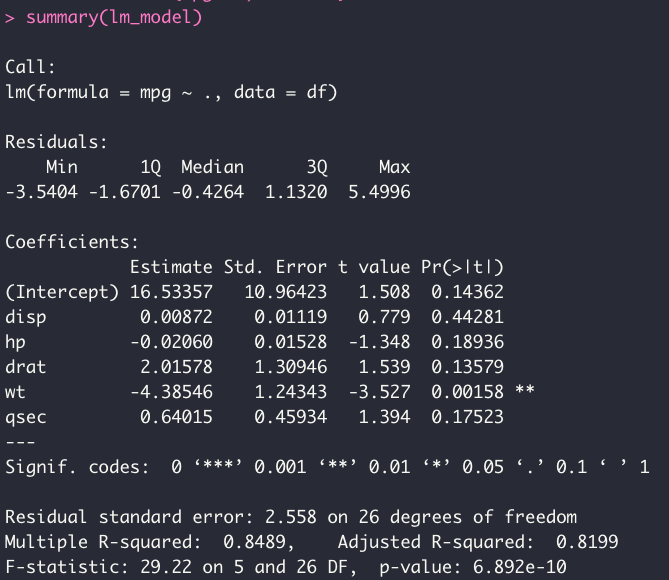 > summary(lm_model)
Call:
lm(formula = mpg ~ ., data = df)
Residuals:
    Min      1Q  Median      3Q     Max
-3.5404 -1.6701 -0.4264  1.1320  5.4996
Coefficients:
            Estimate Std. Error t value Pr(>|t|)
(Intercept) 16.53357   10.96423   1.508  0.14362
disp         0.00872    0.01119   0.779  0.44281
hp          -0.02060    0.01528  -1.348  0.18936
drat         2.01578    1.30946   1.539  0.13579
wt          -4.38546    1.24343  -3.527  0.00158 **
qsec         0.64015    0.45934   1.394  0.17523
---
Signif. codes:  0 ‘***’ 0.001 ‘**’ 0.01 ‘*’ 0.05 ‘.’ 0.1 ‘ ’ 1
Residual standard error: 2.558 on 26 degrees of freedom
Multiple R-squared:  0.8489,    Adjusted R-squared:  0.8199
F-statistic: 29.22 on 5 and 26 DF,  p-value: 6.892e-10